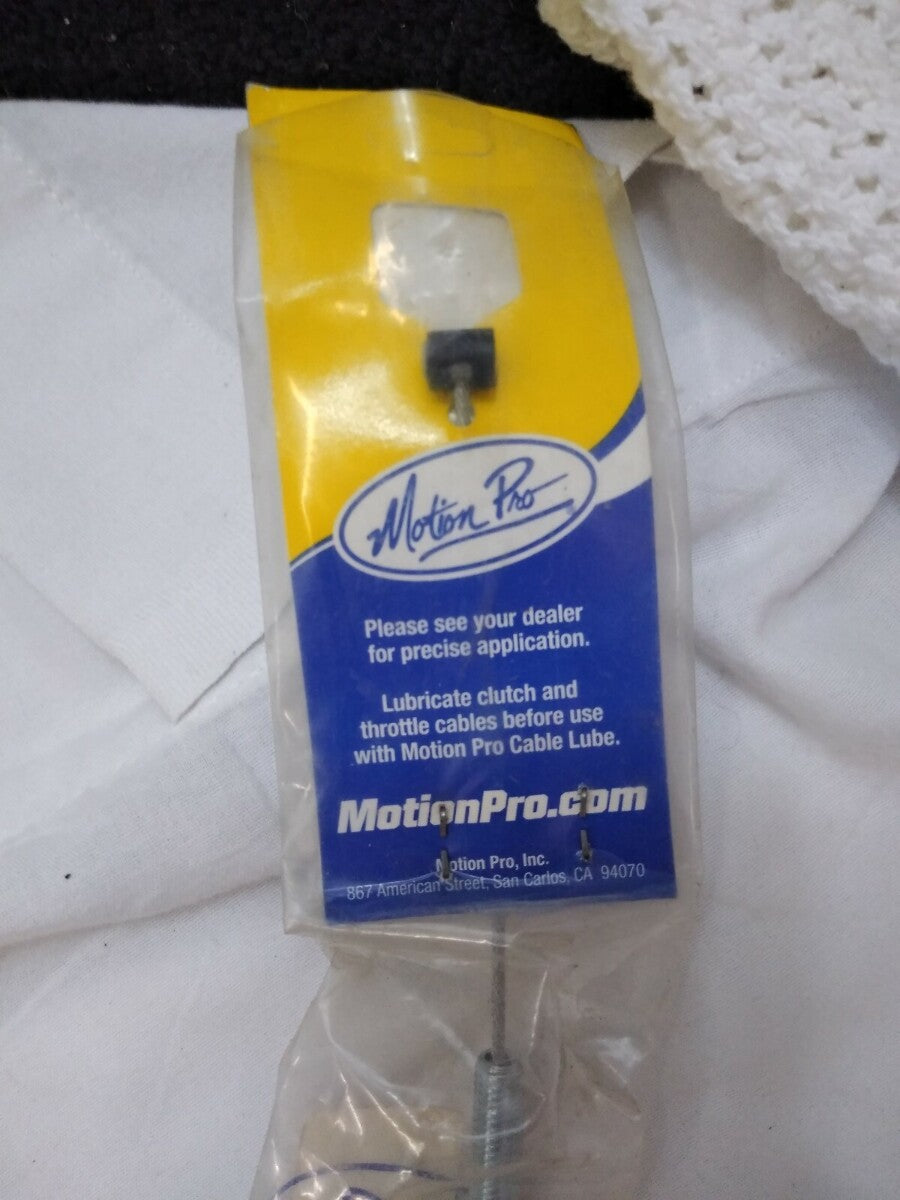 Motion Pro
Please see your dealer
for precise application.
Lubricate clutch and
throttle cables before use
with Motion Pro Cable Lube.
MotionPro.com
Motion Pro, Inc.
867 American Street, San Carlos, CA 94070